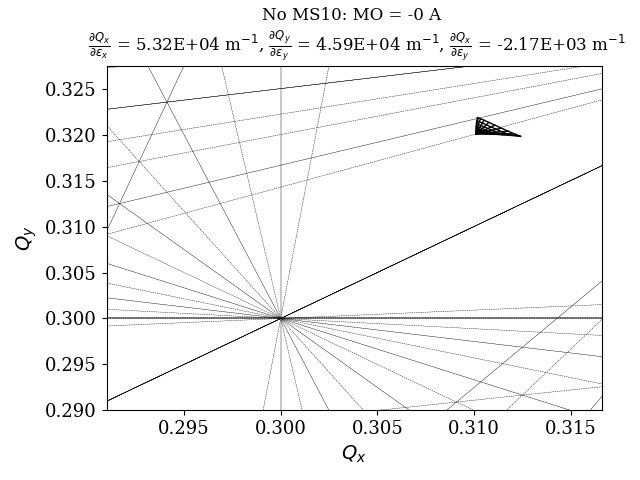 No MS10: MO = -0 A
∂Qx/∂εx = 5.32E+04 m⁻¹, ∂Qy/∂εy = 4.59E+04 m⁻¹, ∂Qx/∂εy = -2.17E+03 m⁻¹
0.325
0.320
0.315
0.310
0.305
0.300
0.295
0.290
Qy
0.295 0.300 0.305 0.310 0.315
Qx